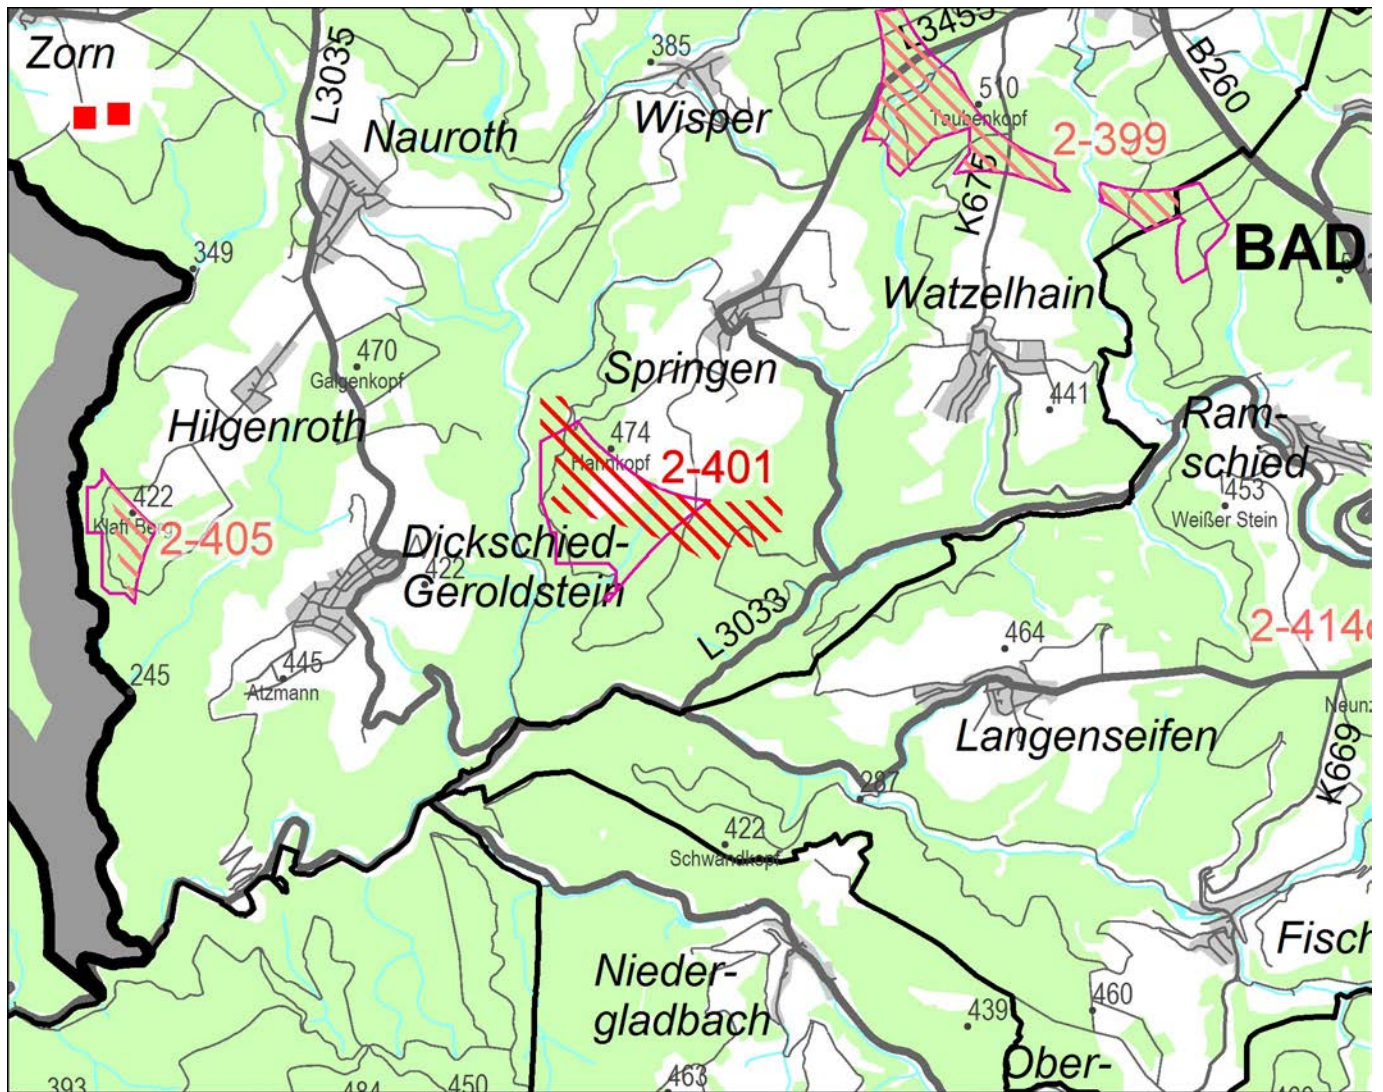 Zorn
L3035
385
L3455
B260
Nauroth
Wisper
510
Taubenkopf
2-399
K675
349
BAD
Watzelhain
470
Galgenkopf
Springen
441
Hilgenroth
Ram-
schied
474
Hahnkopf
2-401
453
Weißer Stein
422
2-405
Dickschied-
Geroldstein
422
L3033
464
2-414
445
Atzmann
245
Langenseifen
K669
287
422
Schwandkopf
Fisch
Nieder-
gladbach
439
460
Ober-
463
393
484
450